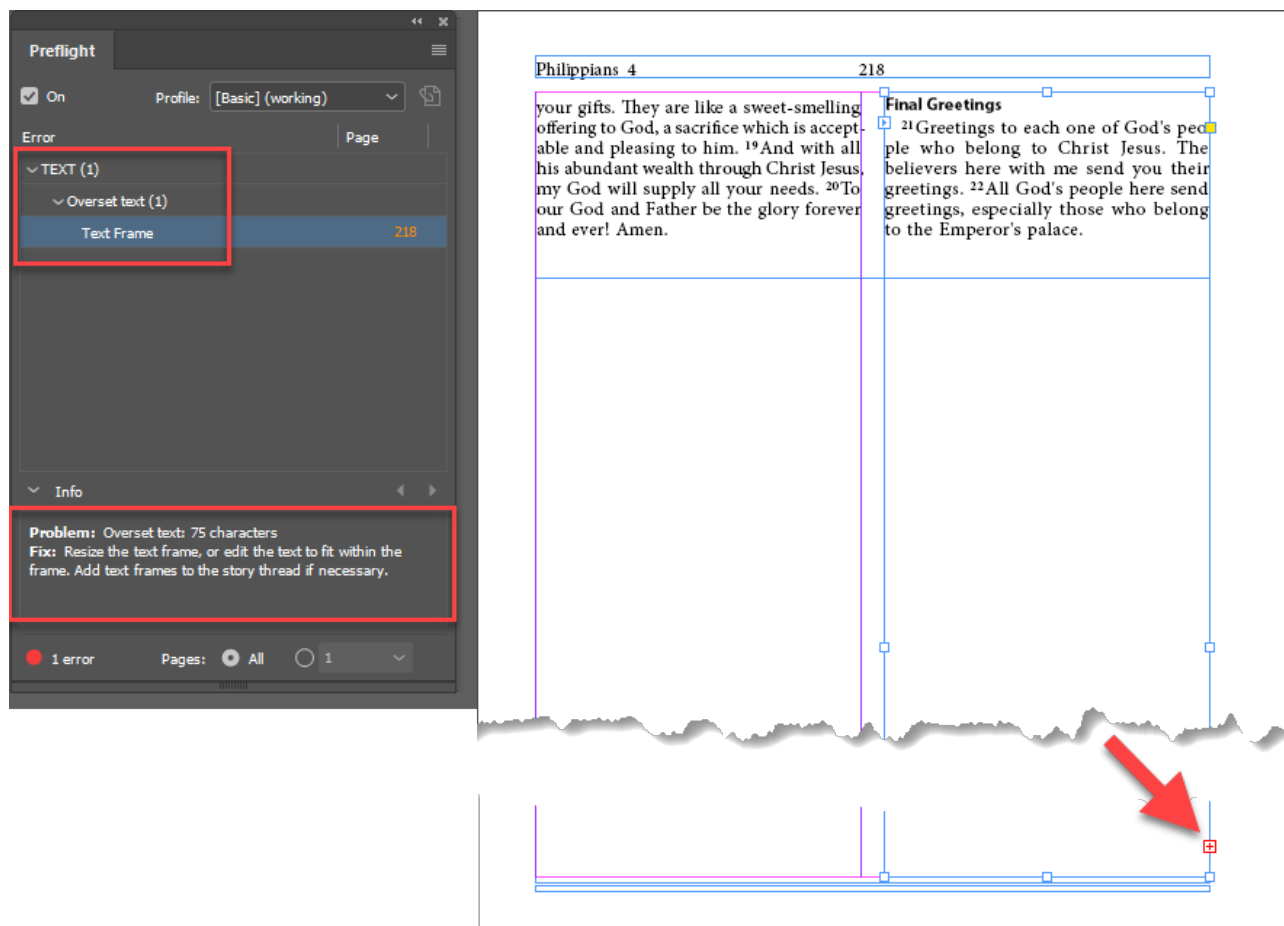 Preflight
On
Profile: [Basic] (working)
Error Page
TEXT (1)
Overset text (1)
Text Frame 218
Info
Problem: Overset text: 75 characters
Fix: Resize the text frame, or edit the text to fit within the
frame. Add text frames to the story thread if necessary.
1 error Pages: All 1
Philippians 4 218
your gifts. They are like a sweet-smelling
offering to God, a sacrifice which is accept-
able and pleasing to him. 19And with all
his abundant wealth through Christ Jesus,
my God will supply all your needs. 20To
our God and Father be the glory forever
and ever! Amen.
Final Greetings
21Greetings to each one of God's peo
ple who belong to Christ Jesus. The
believers here with me send you their
greetings. 22All God's people here send
greetings, especially those who belong
to the Emperor's palace.